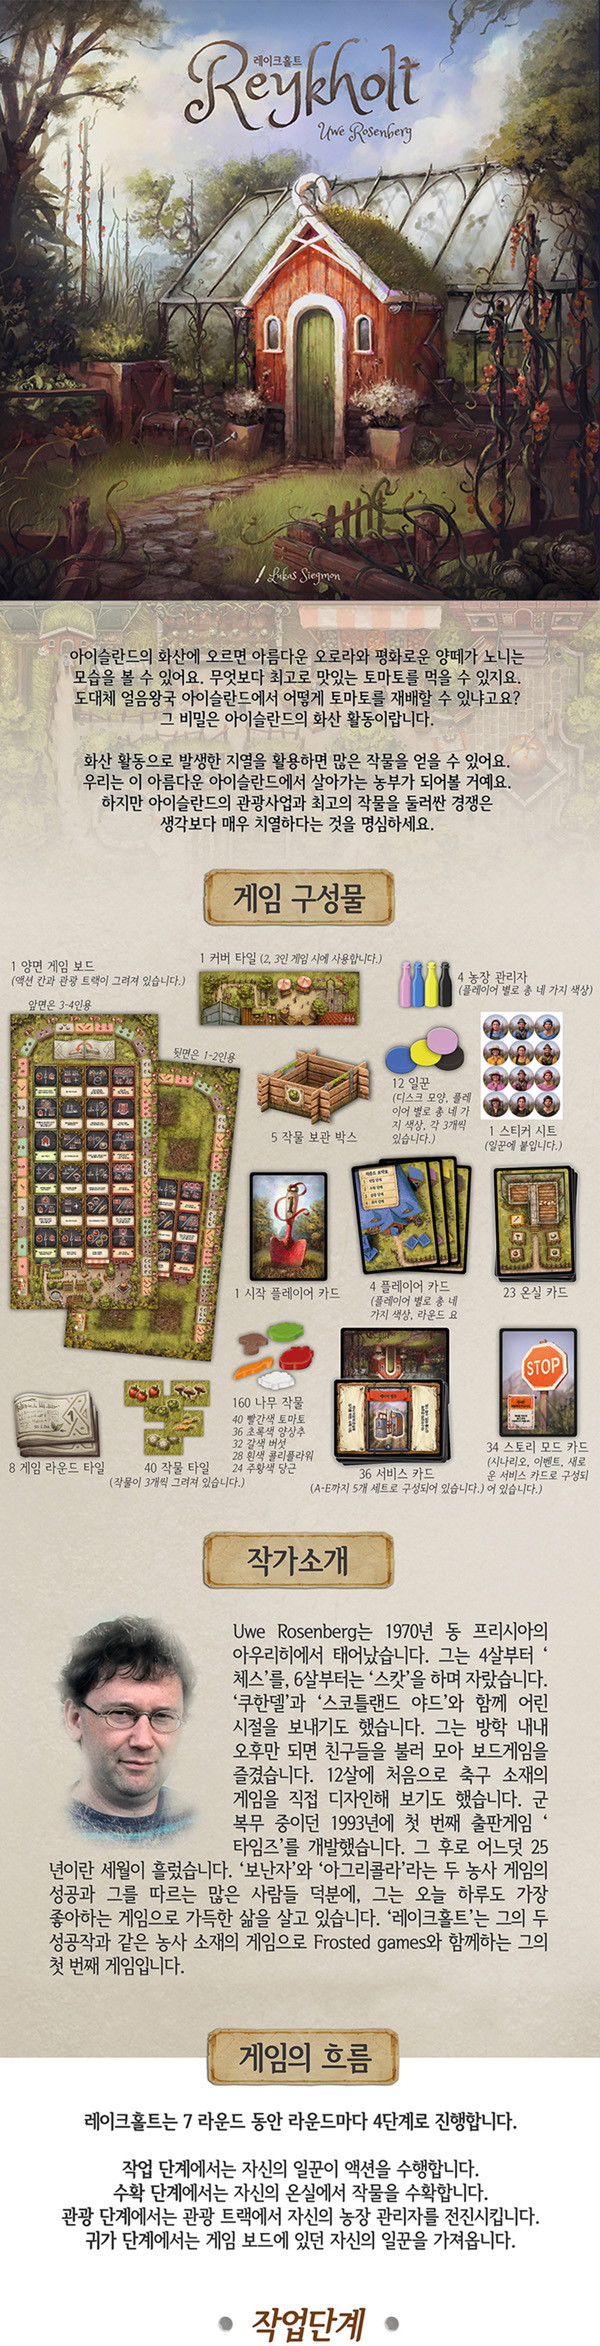 레이크홀트
Reykholt
Uwe Rosenberg
Lukas Siegmon
아이슬란드의 화산에 오르면 아름다운 오로라와 평화로운 양떼가 노니는
모습을 볼 수 있어요. 무엇보다 최고로 맛있는 토마토를 먹을 수 있지요.
도대체 얼음왕국 아이슬란드에서 어떻게 토마토를 재배할 수 있냐고요?
그 비밀은 아이슬란드의 화산 활동이랍니다.
화산 활동으로 발생한 지열을 활용하면 많은 작물을 얻을 수 있어요.
우리는 이 아름다운 아이슬란드에서 살아가는 농부가 되어볼 거예요.
하지만 아이슬란드의 관광사업과 최고의 작물을 둘러싼 경쟁은
생각보다 매우 치열하다는 것을 명심하세요.
게임 구성물
1 양면 게임 보드
(액션 칸과 관광 트랙이 그려져 있습니다.)
앞면은 3-4인용
뒷면은 1-2인용
1 커버 타일 (2, 3인 게임 시에 사용합니다.)
4 농장 관리자
(플레이어 별로 총 네 가지 색상)
5 작물 보관 박스
12 일꾼
(디스크 모양, 플레
이어 별로 총 네 가
지 색상, 각 3개씩
있습니다.)
1 스티커 시트
(일꾼에 붙입니다.)
1 시작 플레이어 카드
4 플레이어 카드
(플레이어 별로 총 네
가지 색상, 라운드 요
23 온실 카드
8 게임 라운드 타일
40 작물 타일
(작물이 3개씩 그려져 있습니다.)
160 나무 작물
40 빨간색 토마토
36 초록색 양상추
32 갈색 버섯
28 흰색 콜리플라워
24 주황색 당근
36 서비스 카드
(A-E까지 5개 세트로 구성되어 있습니다.)
STOP
34 스토리 모드 카드
(시나리오, 이벤트, 새로
운 서비스 카드로 구성되
어 있습니다.)
작가소개
Uwe Rosenberg는 1970년 동 프리시아의
아우리히에서 태어났습니다. 그는 4살부터 ‘
체스’를, 6살부터는 ‘스캇’을 하며 자랐습니다.
‘쿠한델’과 ‘스코틀랜드 야드’와 함께 어린
시절을 보내기도 했습니다. 그는 방학 내내
오후만 되면 친구들을 불러 모아 보드게임을
즐겼습니다. 12살에 처음으로 축구 소재의
게임을 직접 디자인해 보기도 했습니다. 군
복무 중이던 1993년에 첫 번째 출판게임 ‘
타임즈’를 개발했습니다. 그 후로 어느덧 25
년이란 세월이 흘렀습니다. ‘보난자’와 ‘아그리콜라’라는 두 농사 게임의
성공과 그를 따르는 많은 사람들 덕분에, 그는 오늘 하루도 가장
좋아하는 게임으로 가득한 삶을 살고 있습니다. ‘레이크홀트’는 그의 두
성공작과 같은 농사 소재의 게임으로 Frosted games와 함께하는 그의
첫 번째 게임입니다.
게임의 흐름
레이크홀트는 7 라운드 동안 라운드마다 4단계로 진행합니다.
작업 단계에서는 자신의 일꾼이 액션을 수행합니다.
수확 단계에서는 자신의 온실에서 작물을 수확합니다.
관광 단계에서는 관광 트랙에서 자신의 농장 관리자를 전진시킵니다.
귀가 단계에서는 게임 보드에 있던 자신의 일꾼을 가져옵니다.
작업단계